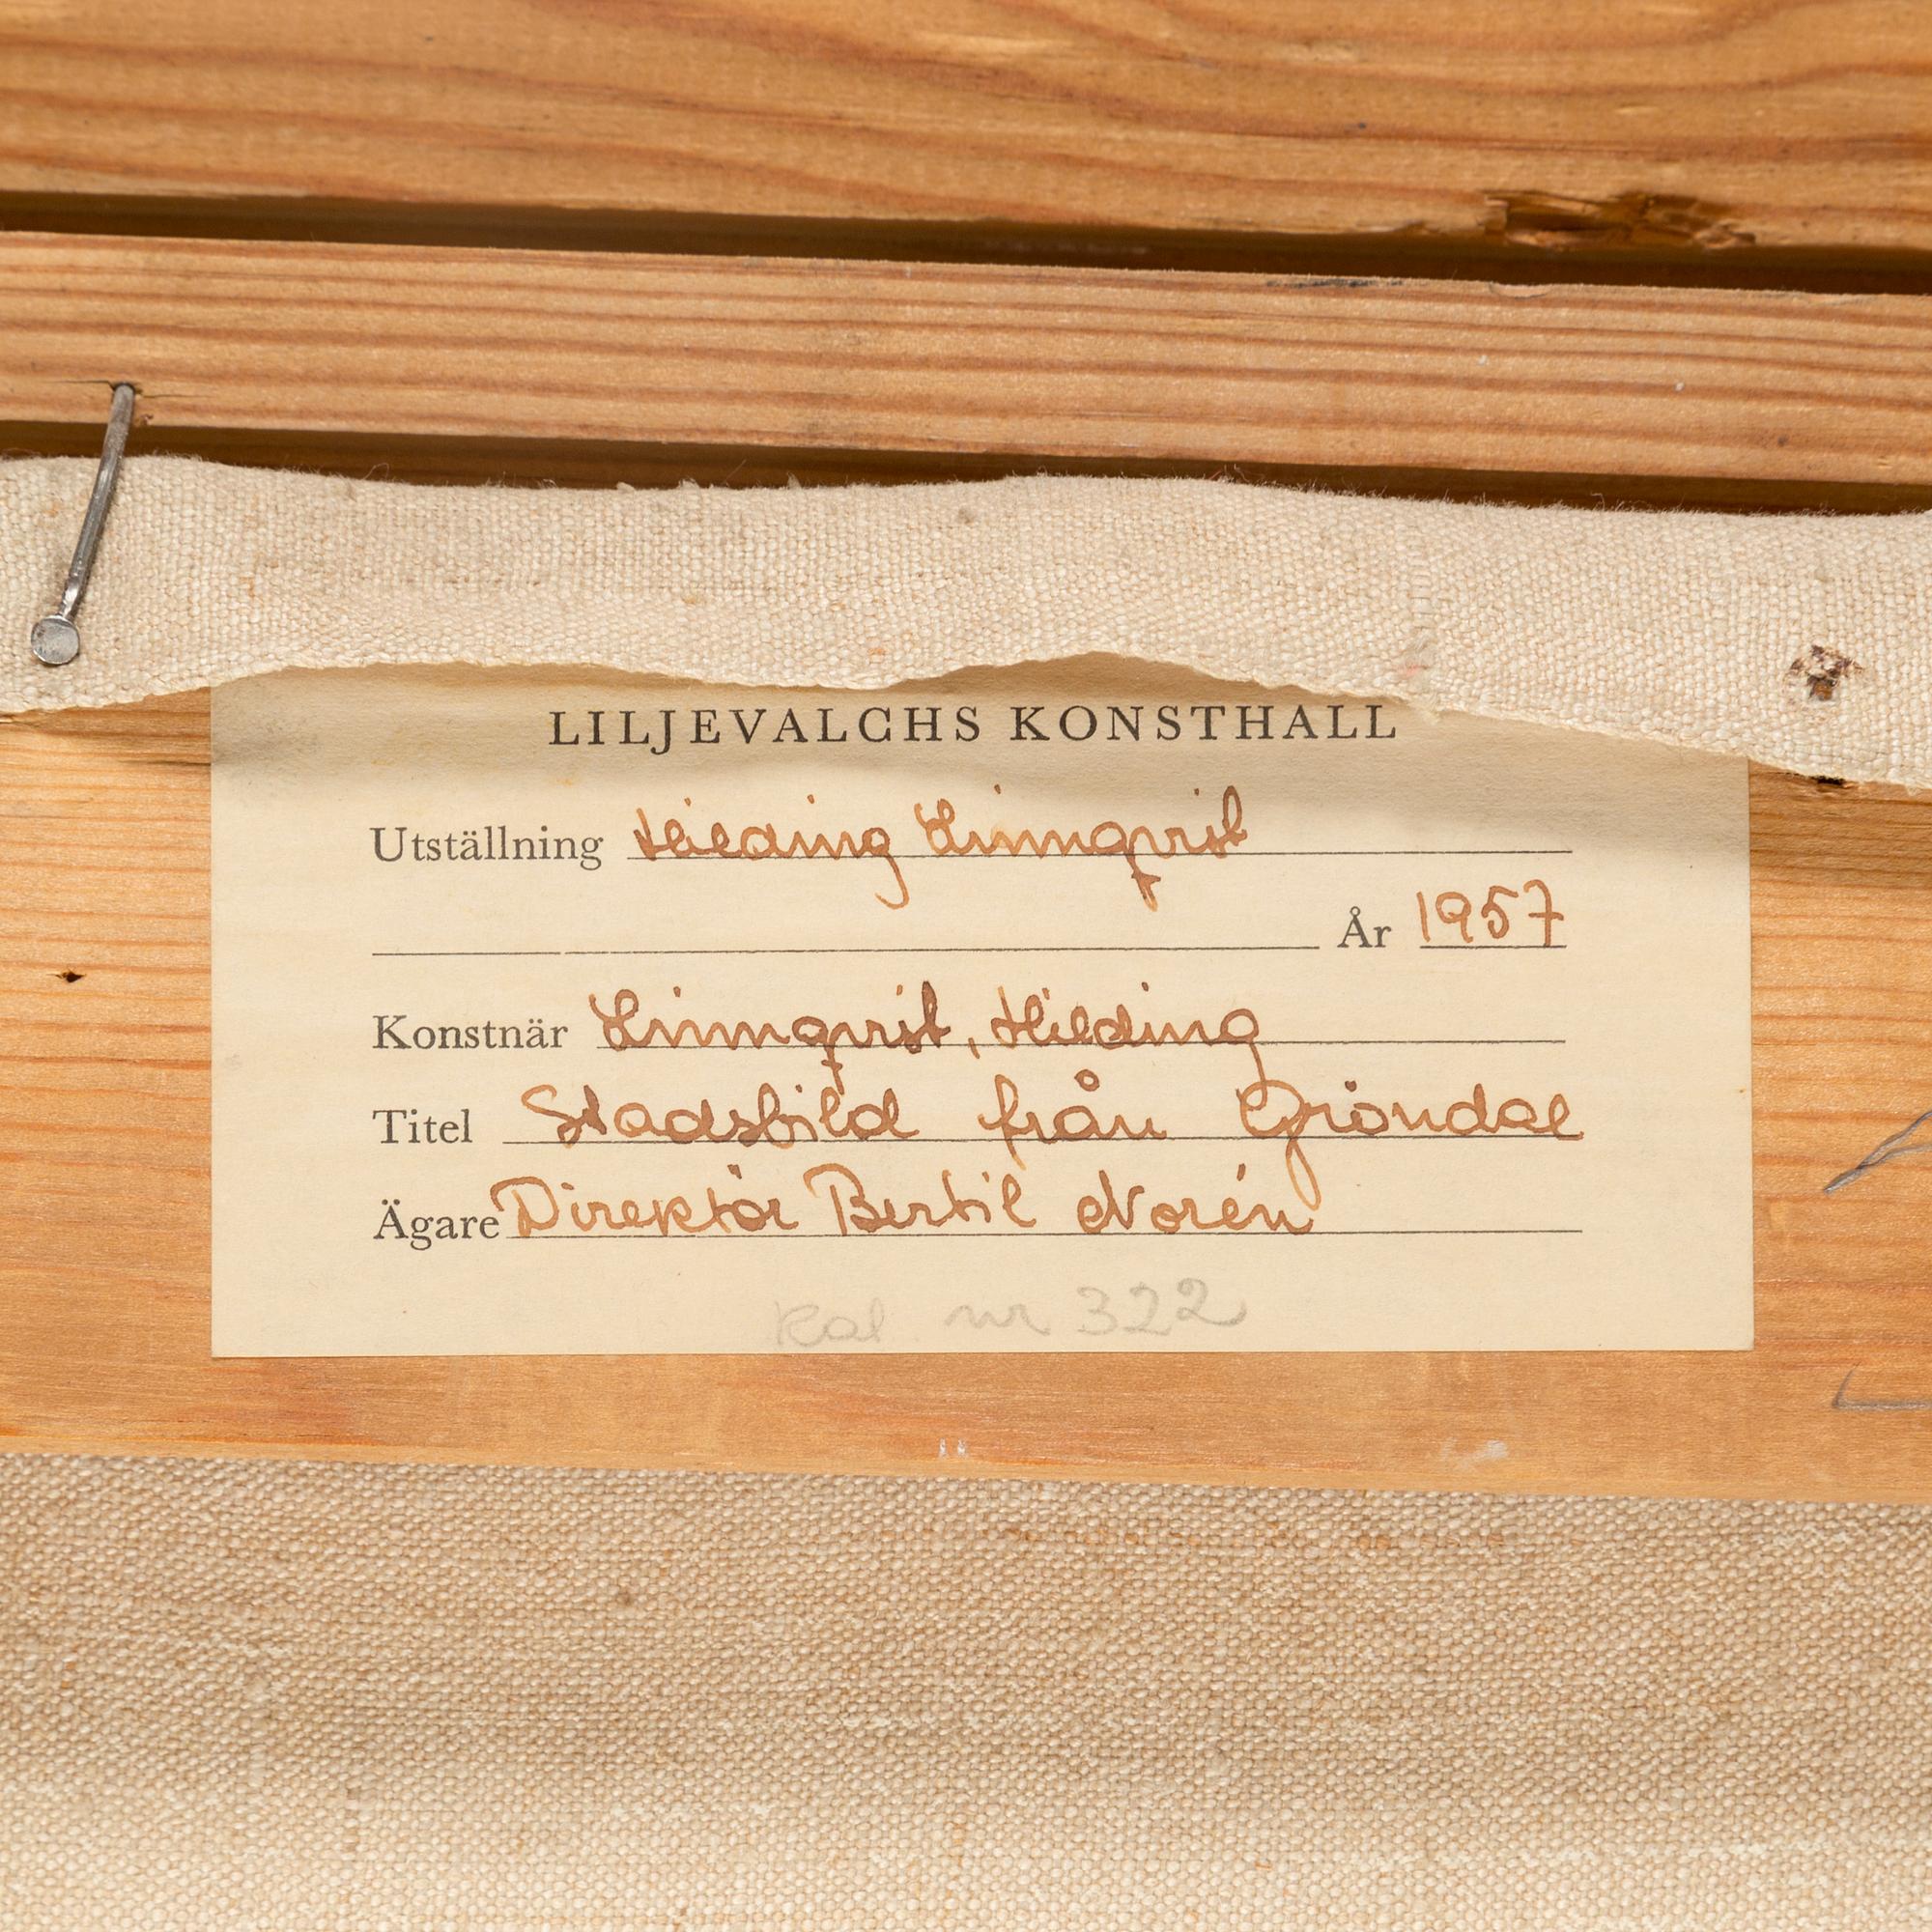 LILJEVALCHS KONSTHALL
Utställning Hilding Linnqvist
År 1957
Konstnär Linnqvist, Hilding
Titel Stadsbild från Gröndal
Ägare Direktör Bertil Norén
Kat nr 322